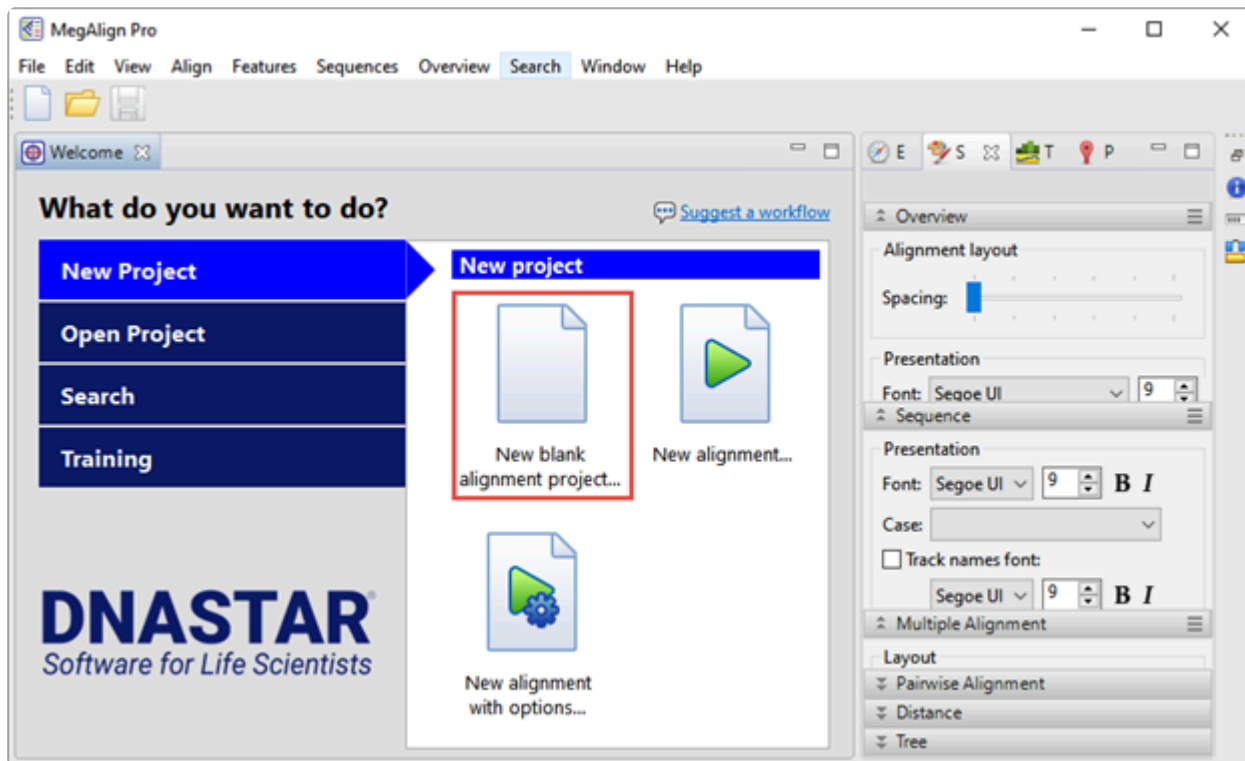 MegAlign Pro
File Edit View Align Features Sequences Overview Search Window Help
Welcome
E S T P
What do you want to do?
Suggest a workflow
New Project
Open Project
Search
Training
New project
New blank
alignment project...
New alignment...
New alignment
with options...
DNASTAR®
Software for Life Scientists
Overview
Alignment layout
Spacing:
Presentation
Font: Segoe UI 9
Sequence
Presentation
Font: Segoe UI 9 B I
Case:
Track names font:
Segoe UI 9 B I
Multiple Alignment
Layout
Pairwise Alignment
Distance
Tree